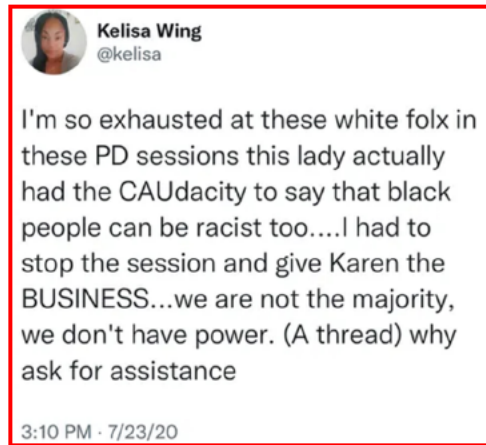 Kelisa Wing
@kelisa
I'm so exhausted at these white folx in
these PD sessions this lady actually
had the CAUdacity to say that black
people can be racist too....I had to
stop the session and give Karen the
BUSINESS...we are not the majority,
we don't have power. (A thread) why
ask for assistance
3:10 PM · 7/23/20